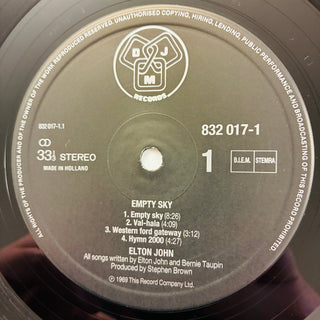 ALL RIGHTS OF THE PRODUCER AND OF THE OWNER OF THE WORK REPRODUCED RESERVED. UNAUTHORISED COPYING, HIRING, LENDING, PUBLIC PERFORMANCE AND BROADCASTING OF THIS RECORD PROHIBITED.
DJM
RECORDS
832 017-1.1
832 017-1
33⅓ STEREO
MADE IN HOLLAND
1
B.I.E.M. STEMRA
EMPTY SKY
1. Empty sky (8:26)
2. Val-hala (4:10)
3. Western ford gateway (3:12)
4. Hymn 2000 (4:27)
ELTON JOHN
All songs written by Elton John and Bernie Taupin
Produced by Stephen Brown
℗ 1969 This Record Company Ltd.